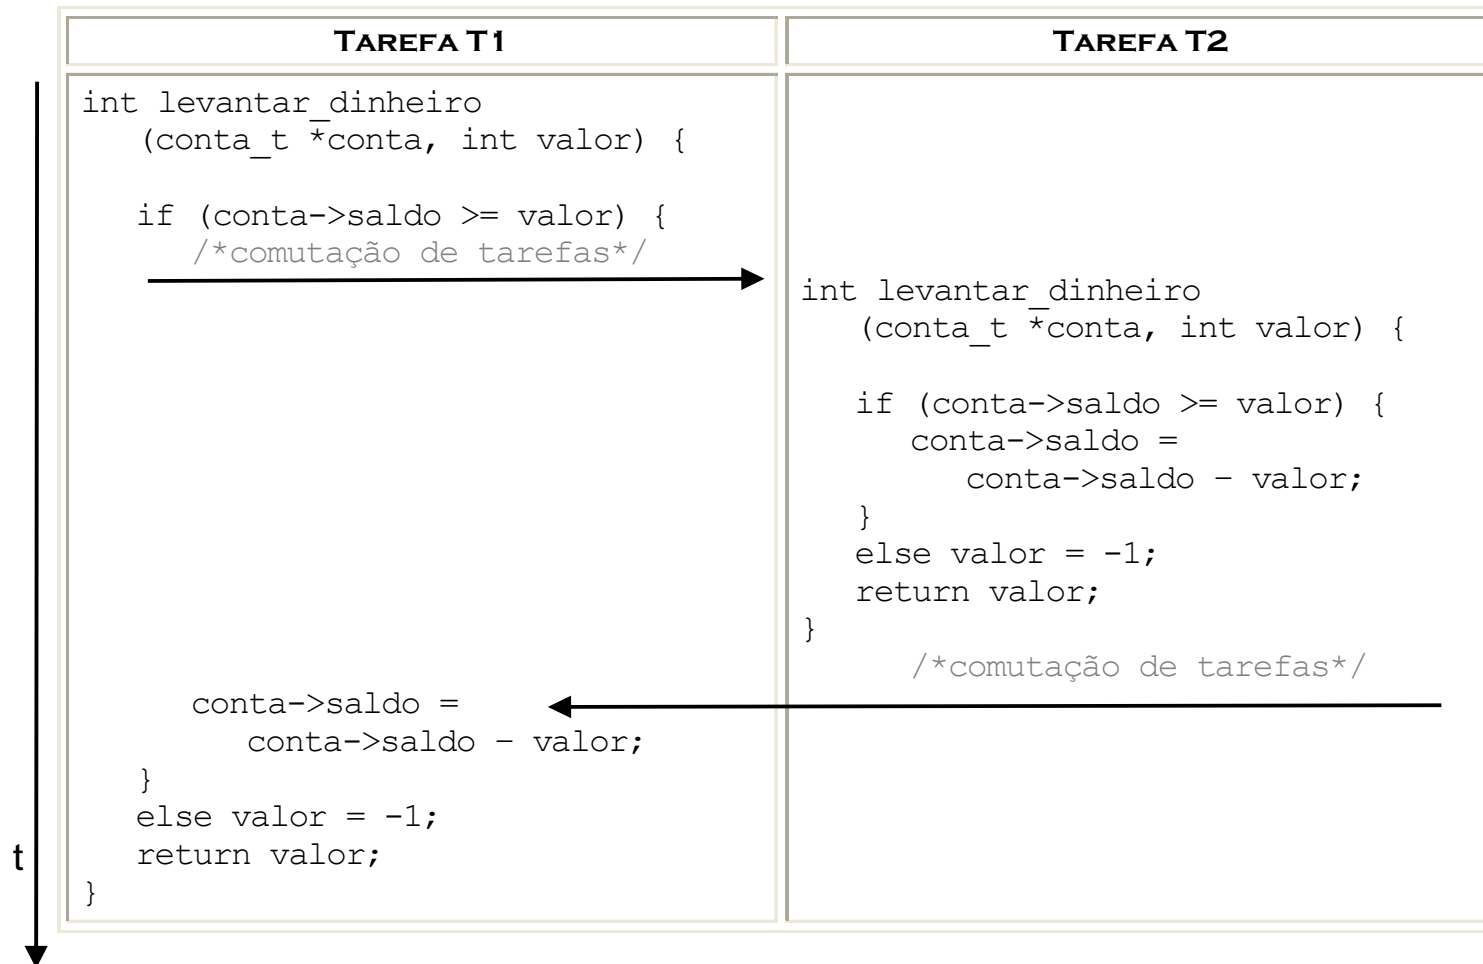 TAREFA T1
TAREFA T2
int levantar_dinheiro
(conta_t *conta, int valor) {
if (conta->saldo >= valor) {
/*comutação de tarefas*/
int levantar_dinheiro
(conta_t *conta, int valor) {
if (conta->saldo >= valor) {
conta->saldo =
conta->saldo – valor;
}
else valor = -1;
return valor;
}
/*comutação de tarefas*/
conta->saldo =
conta->saldo – valor;
}
else valor = -1;
return valor;
}
t